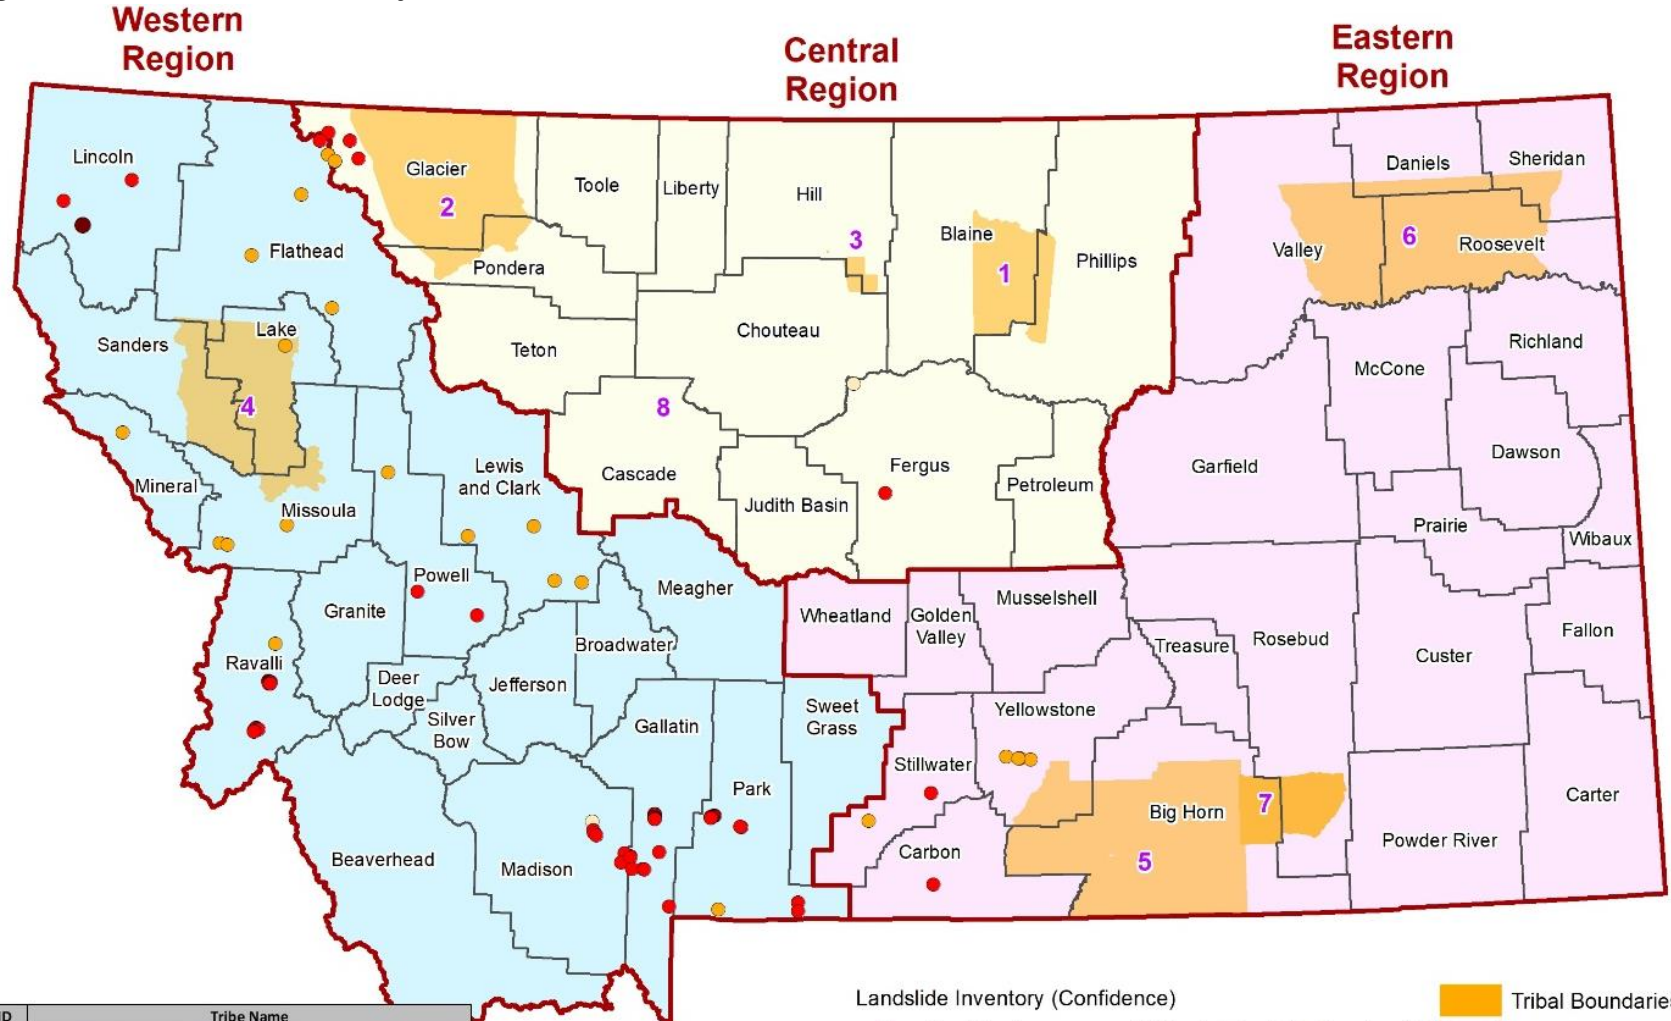 Western
Region
Central
Region
Eastern
Region
Lincoln
Flathead
Glacier
2
Toole
Liberty
Hill
3
Blaine
1
Phillips
Daniels
Sheridan
Valley
6
Roosevelt
Pondera
Sanders
Lake
4
Teton
Chouteau
8
Cascade
Fergus
Judith Basin
Petroleum
McCone
Richland
Garfield
Dawson
Prairie
Wibaux
Mineral
Missoula
Lewis
and Clark
Powell
Granite
Meagher
Broadwater
Wheatland
Golden
Valley
Musselshell
Treasure
Rosebud
Custer
Fallon
Ravalli
Deer
Lodge
Silver
Bow
Jefferson
Gallatin
Sweet
Grass
Yellowstone
Stillwater
Park
Big Horn
7
5
Carbon
Powder River
Carter
Beaverhead
Madison
ID
Tribe Name
Landslide Inventory (Confidence)
Tribal Boundaries